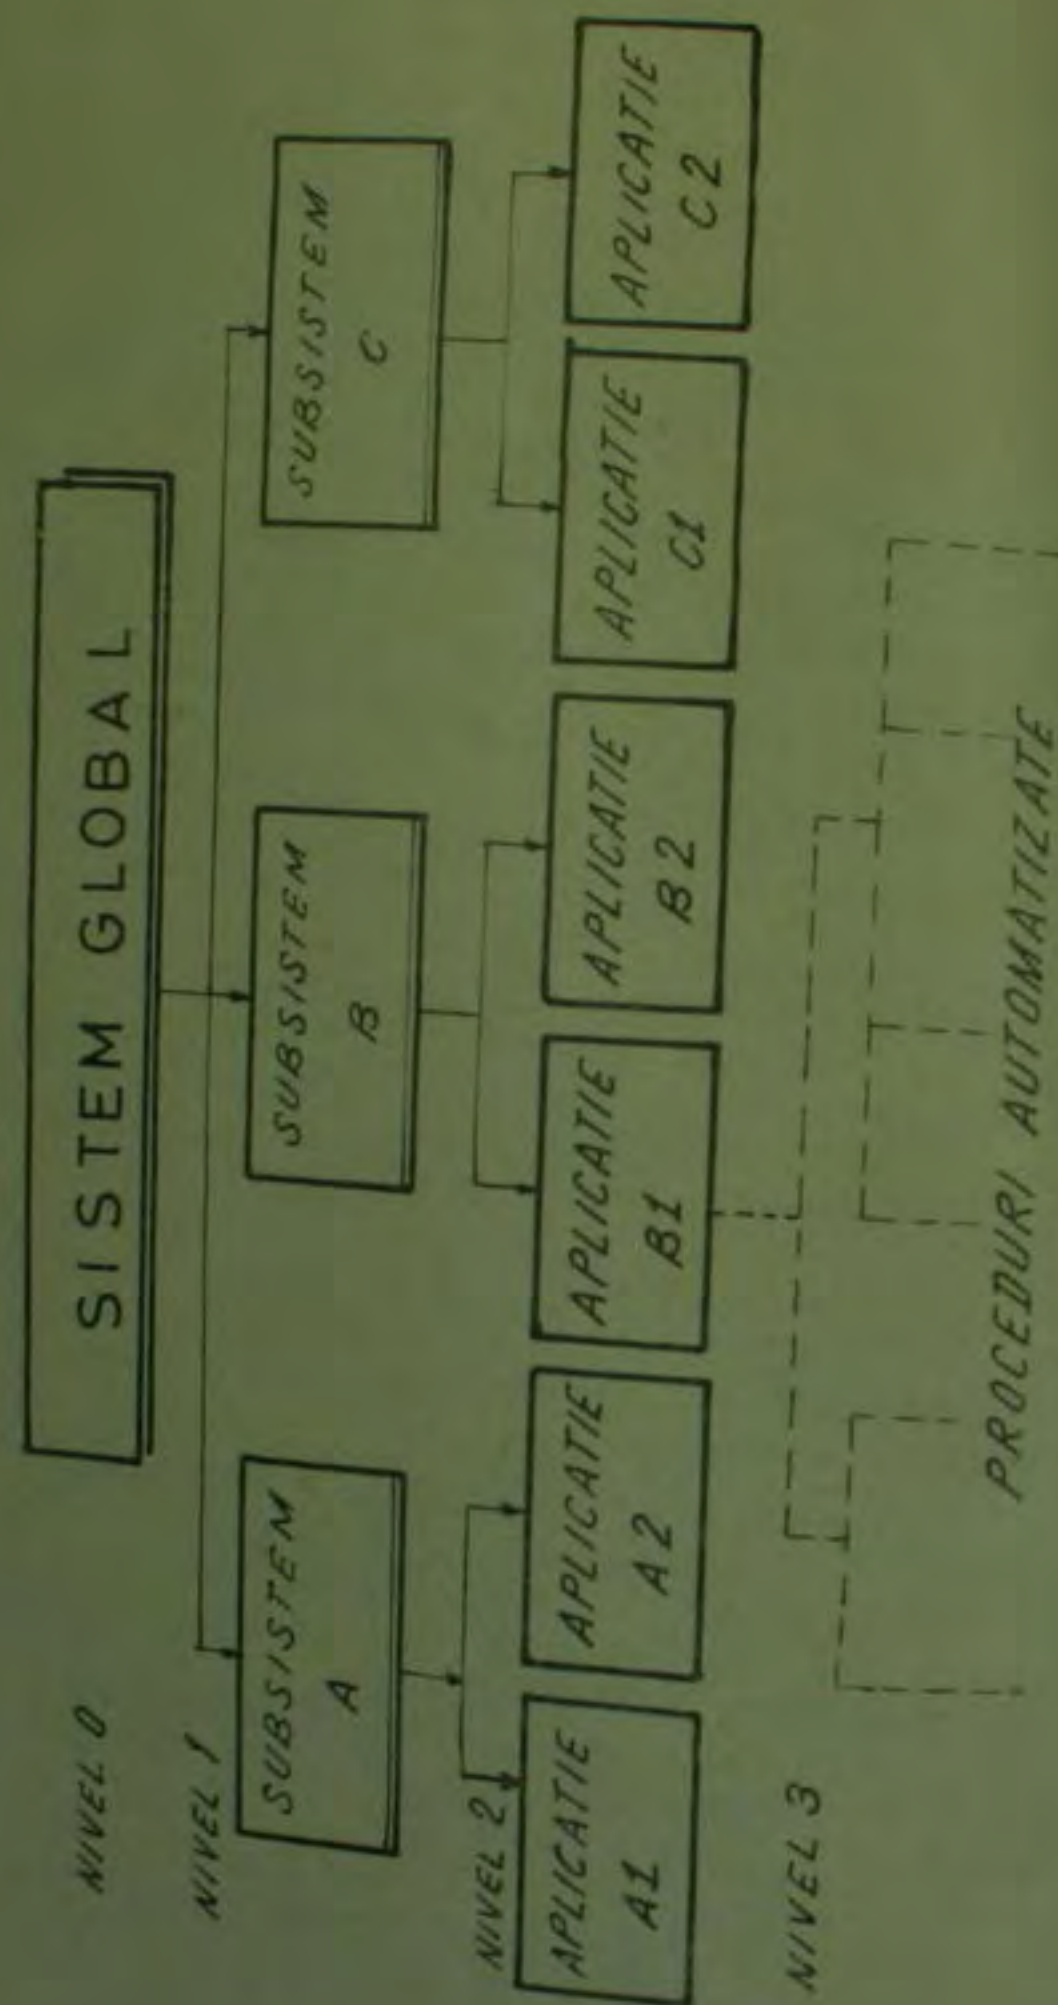 NIVEL 0
SISTEM GLOBAL
NIVEL 1
SUBSISTEM
A
SUBSISTEM
B
SUBSISTEM
C
NIVEL 2
APLICATIE
A1
APLICATIE
A2
APLICATIE
B1
APLICATIE
B2
APLICATIE
C1
APLICATIE
C2
NIVEL 3
PROCEDURI AUTOMATIZATE